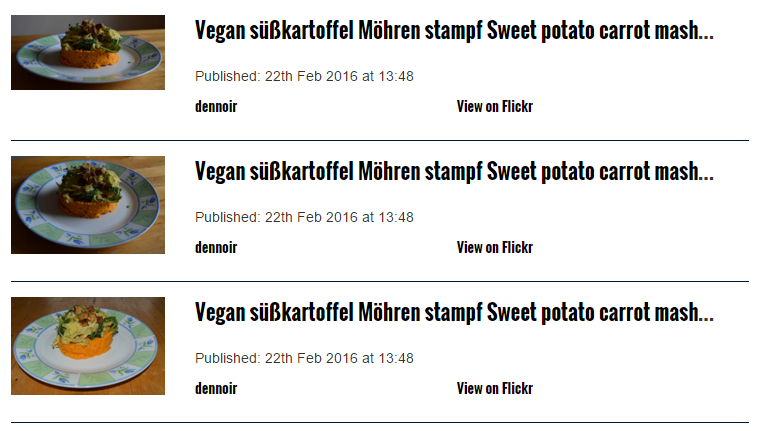 Vegan süßkartoffel Möhren stampf Sweet potato carrot mash...
Published: 22th Feb 2016 at 13:48
dennoir View on Flickr
Vegan süßkartoffel Möhren stampf Sweet potato carrot mash...
Published: 22th Feb 2016 at 13:48
dennoir View on Flickr
Vegan süßkartoffel Möhren stampf Sweet potato carrot mash...
Published: 22th Feb 2016 at 13:48
dennoir View on Flickr